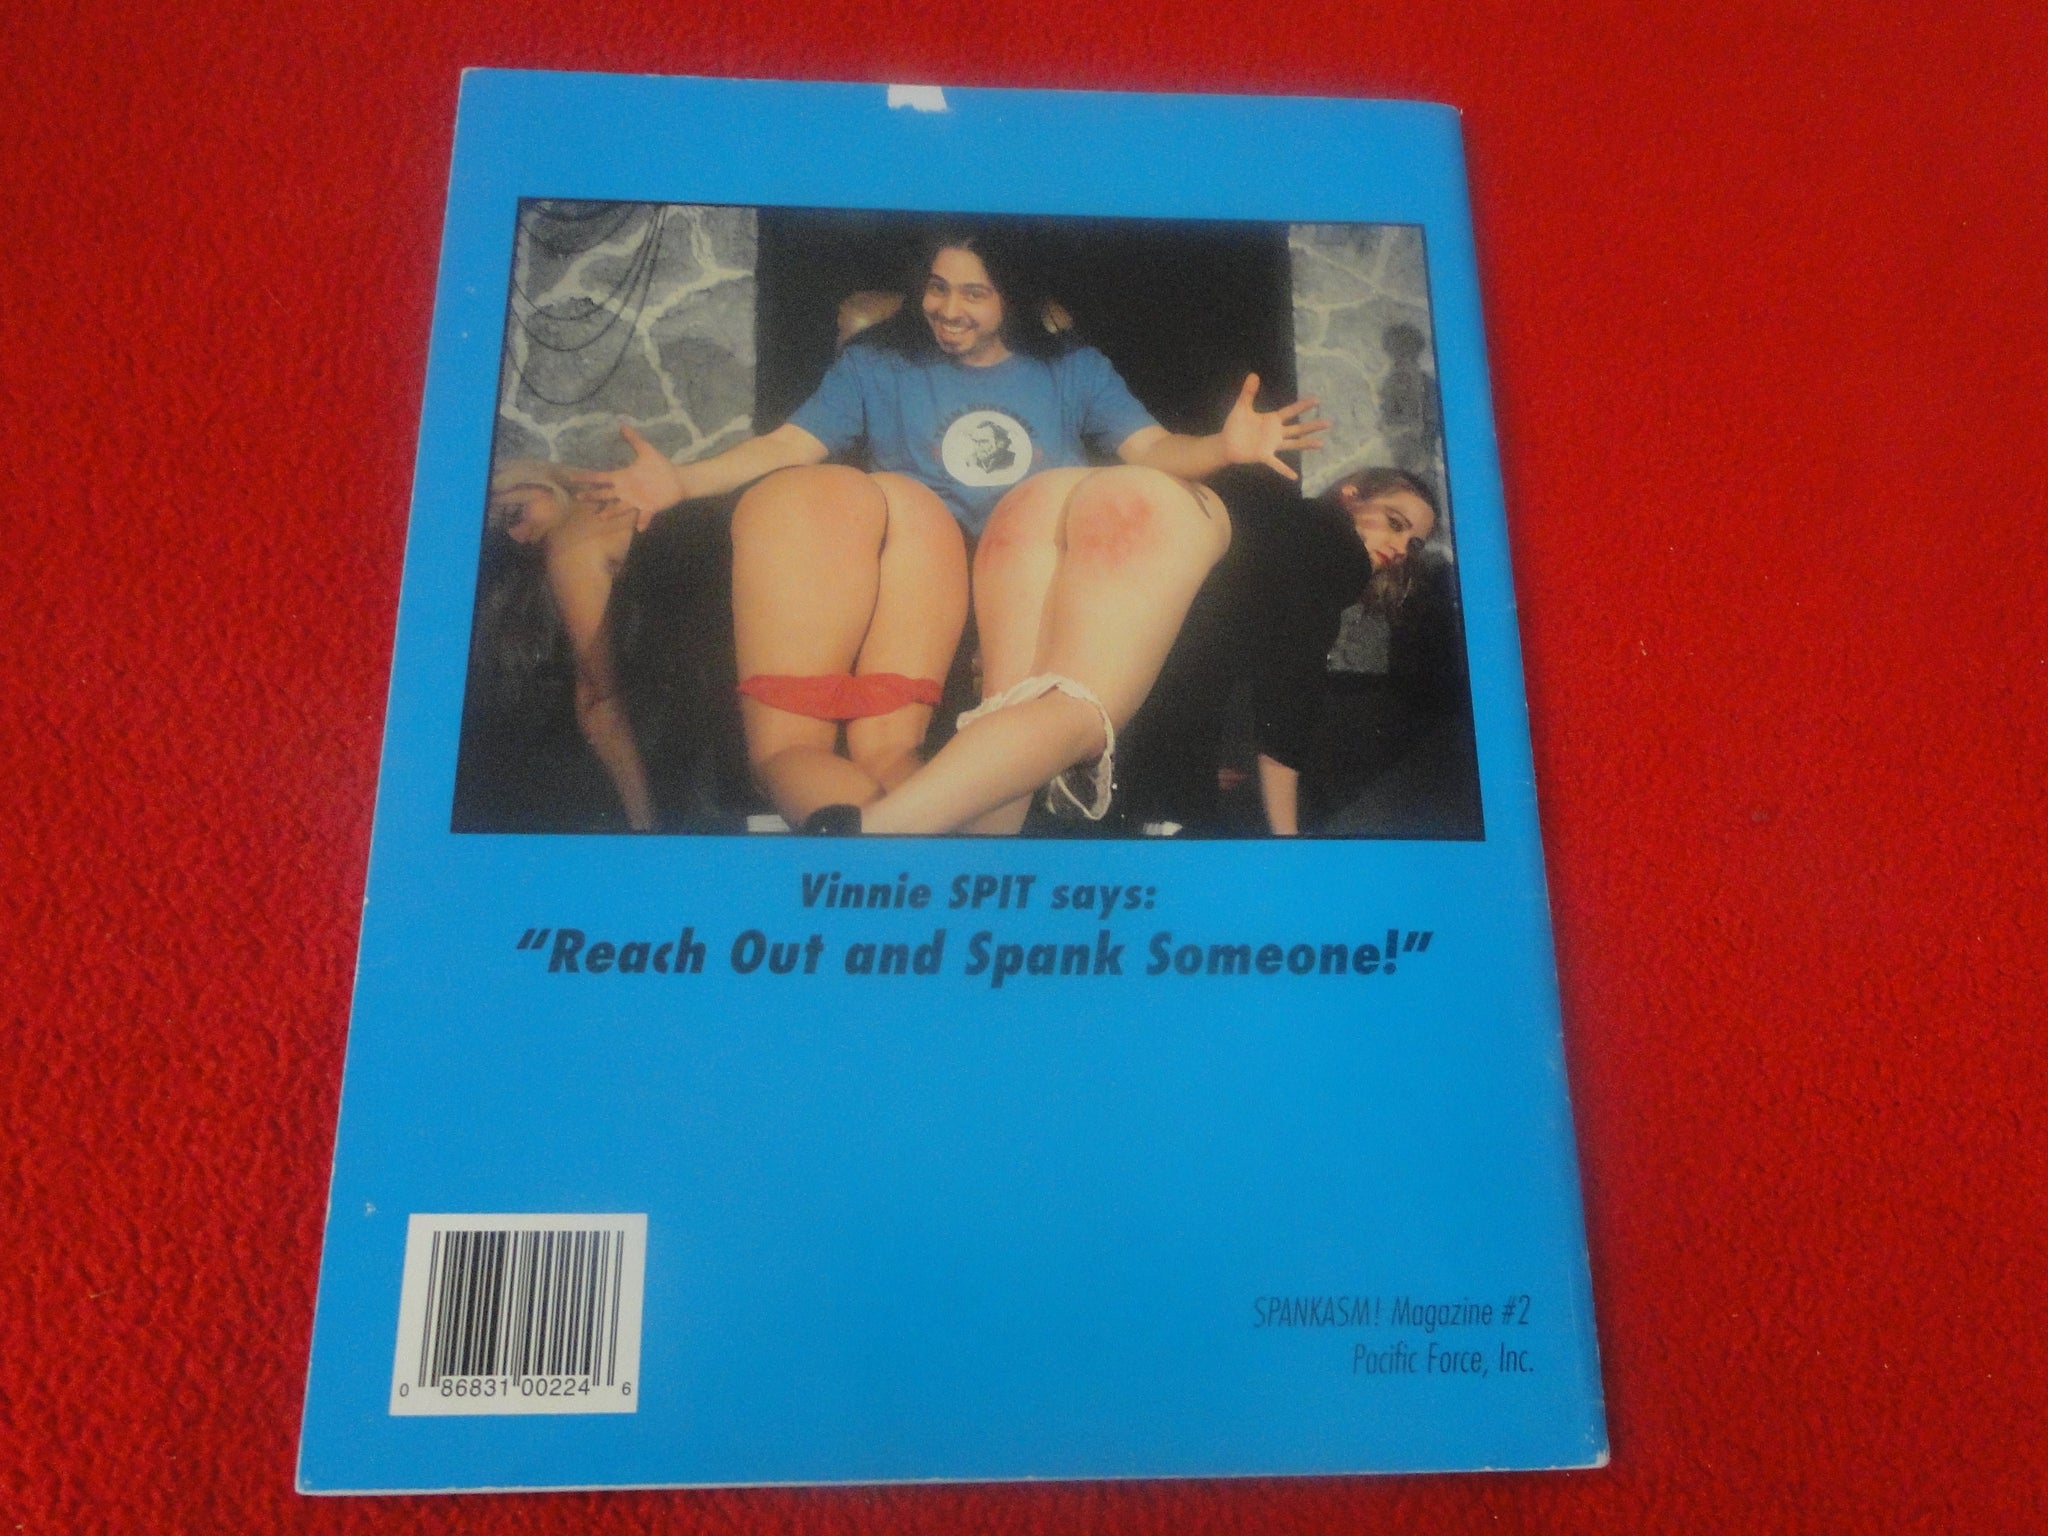 Vinnie SPIT says:
"Reach Out and Spank Someone!"
SPANKASM! Magazine #2
Pacific Force, Inc.
0 86831 00224 6